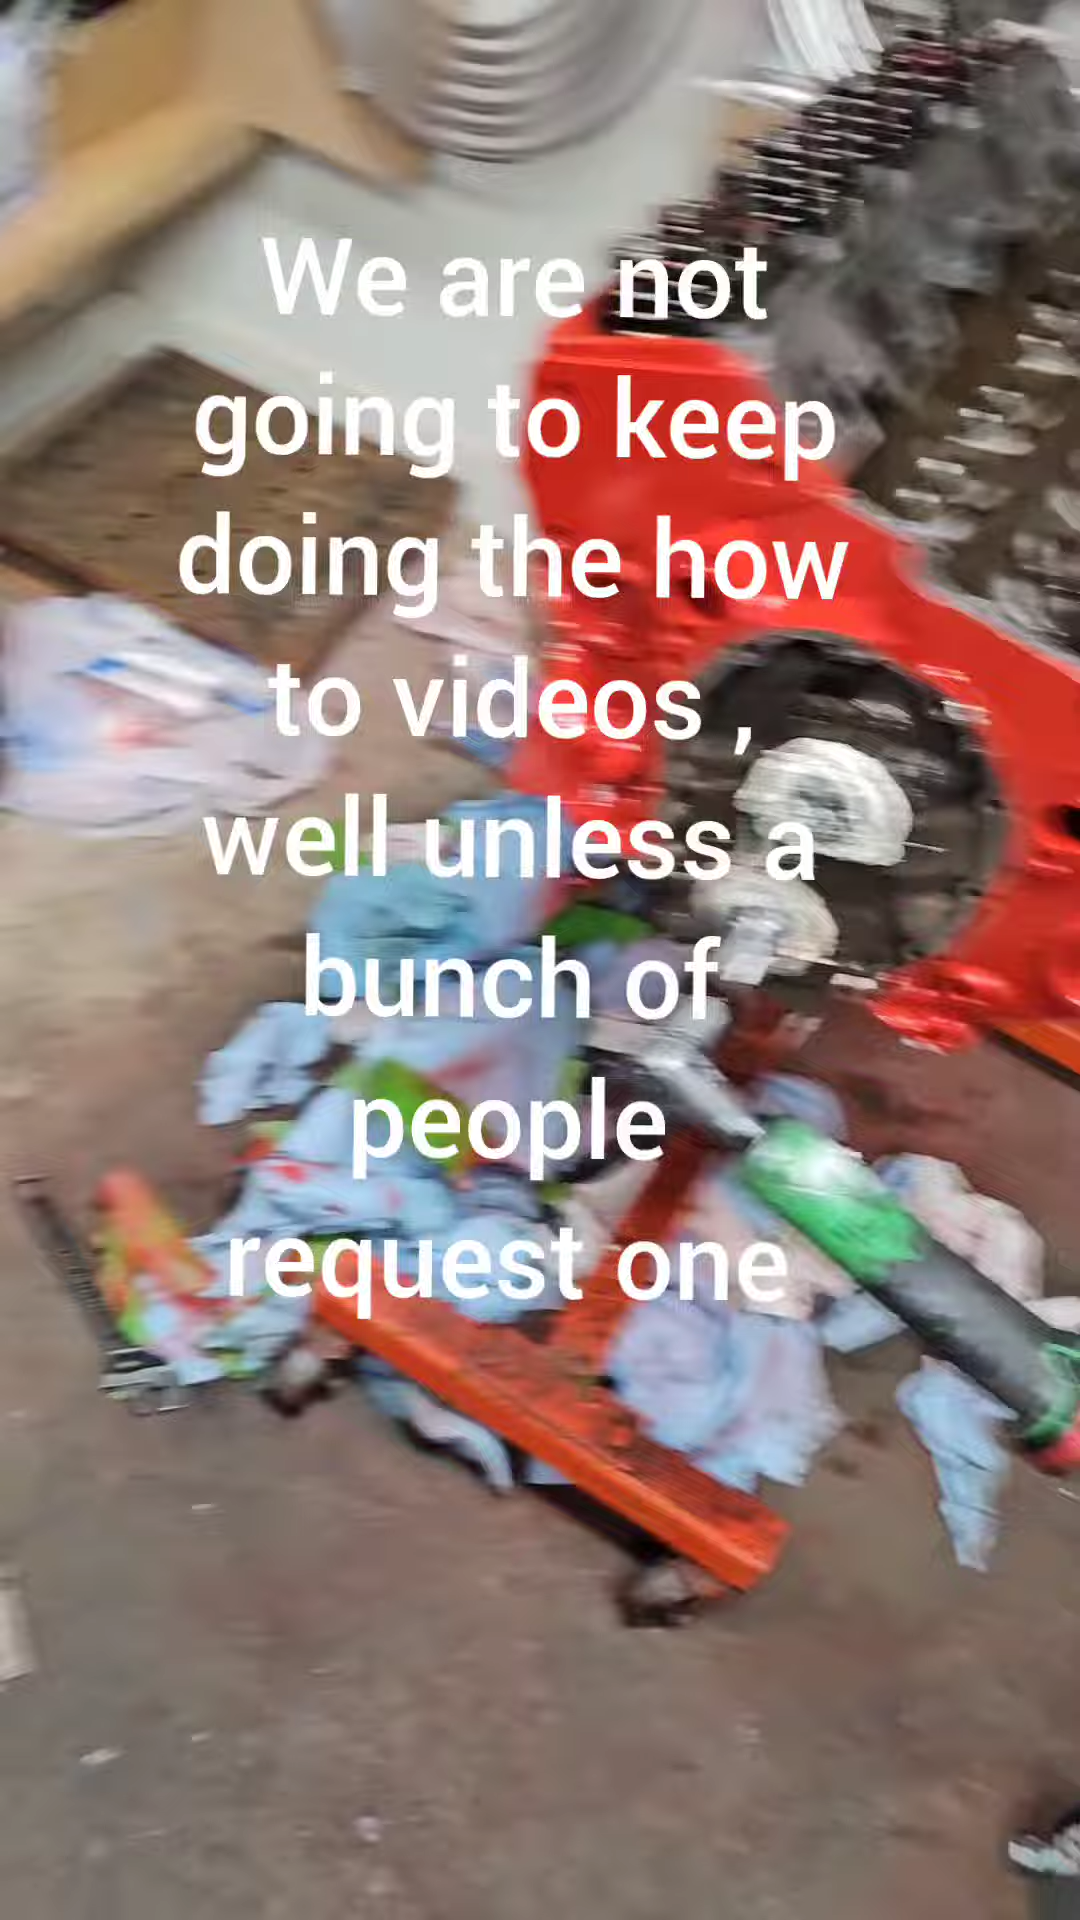 We are not
going to keep
doing the how
to videos ,
well unless a
bunch of
people
request one